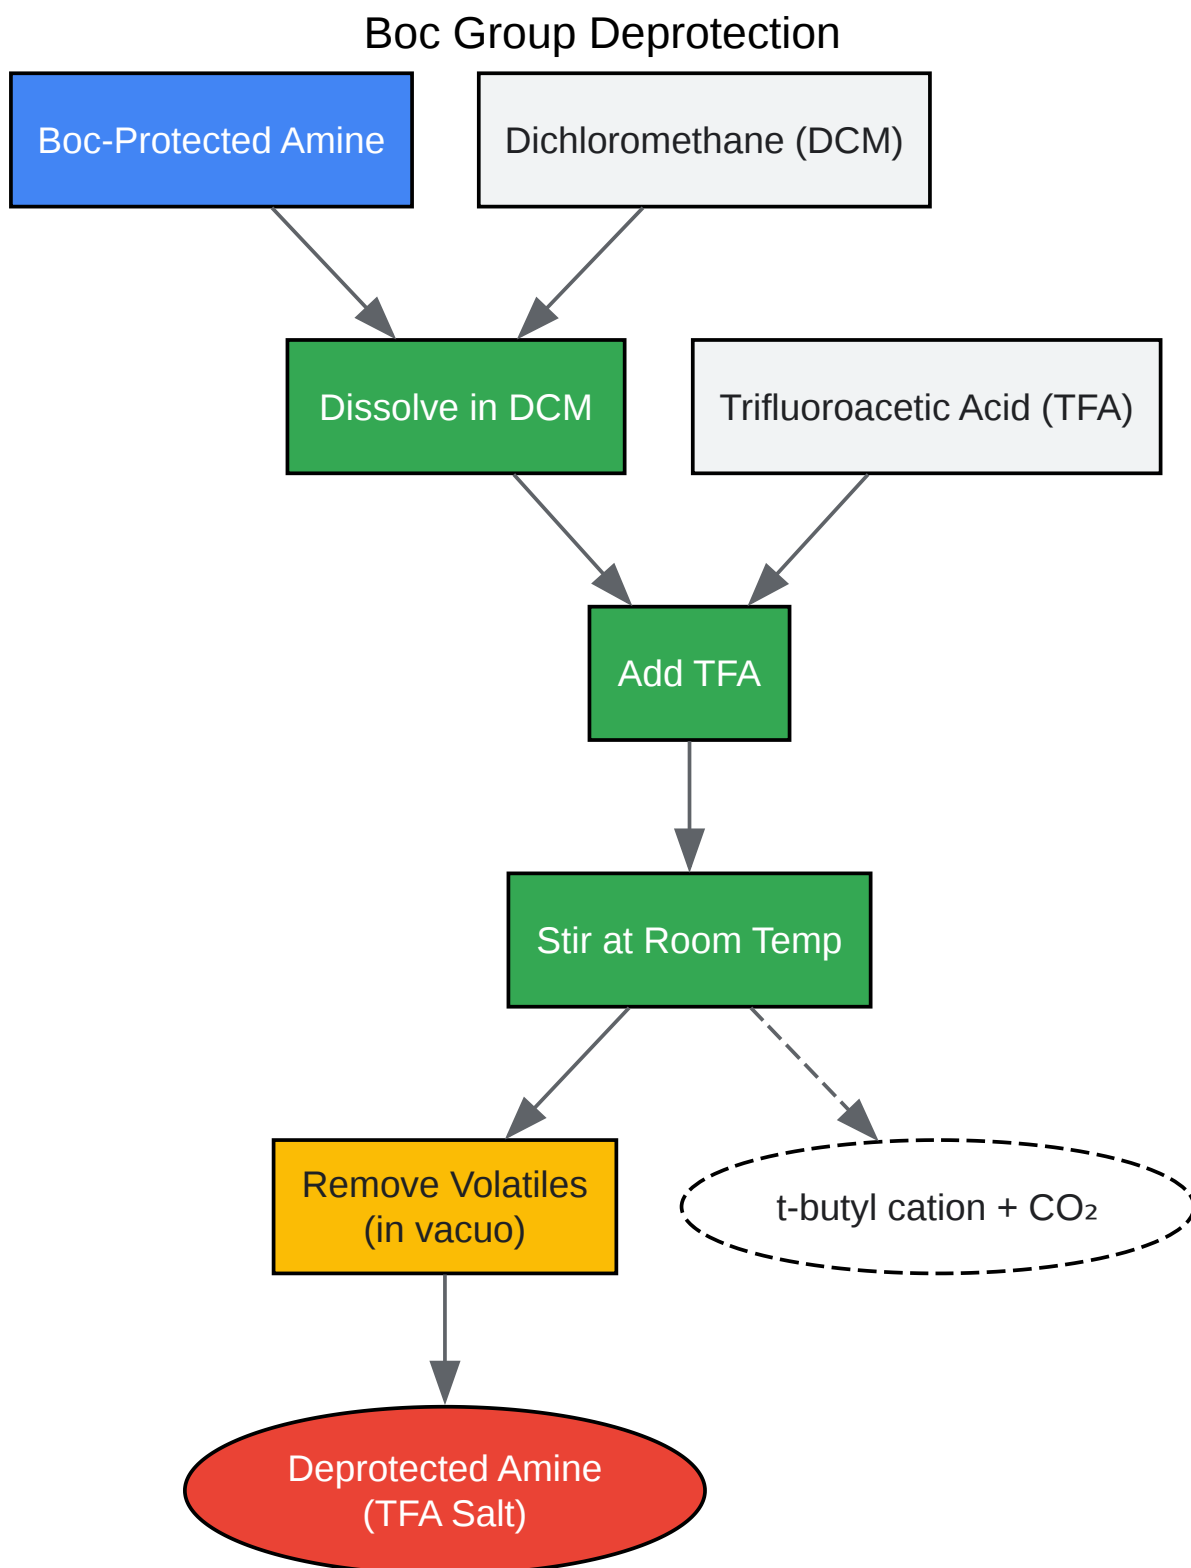 Boc Group Deprotection
Boc-Protected Amine
Dichloromethane (DCM)
Dissolve in DCM
Trifluoroacetic Acid (TFA)
Add TFA
Stir at Room Temp
Remove Volatiles
(in vacuo)
t-butyl cation + CO₂
Deprotected Amine
(TFA Salt)